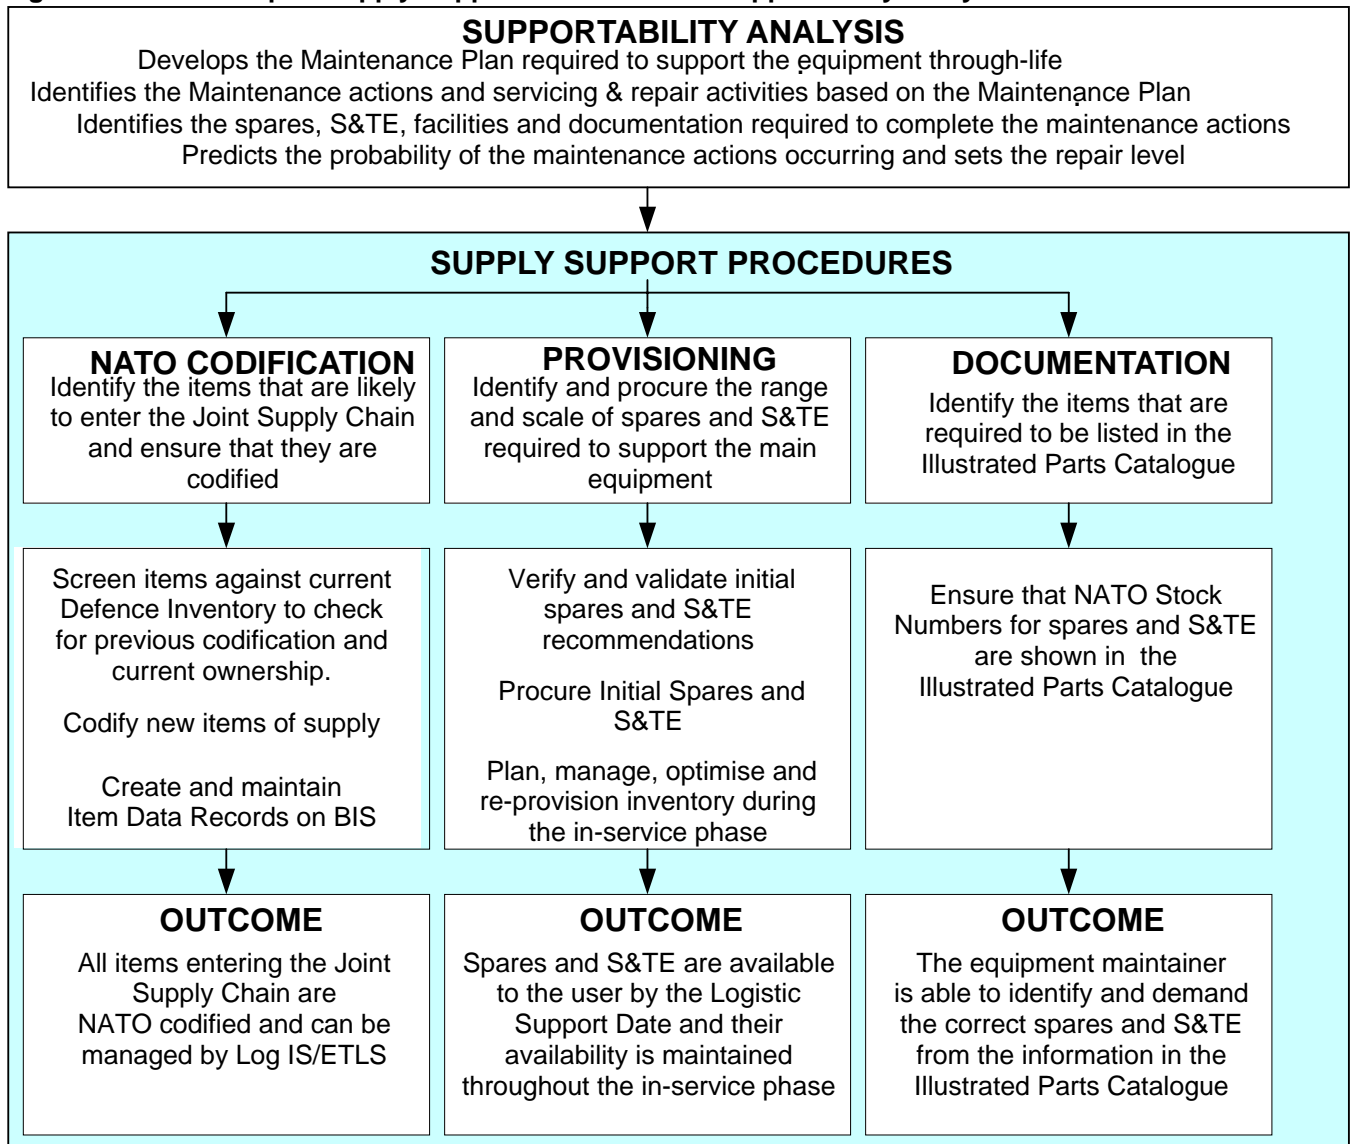 SUPPORTABILITY ANALYSIS
Develops the Maintenance Plan required to support the equipment through-life
Identifies the Maintenance actions and servicing & repair activities based on the Maintenance Plan
Identifies the spares, S&TE, facilities and documentation required to complete the maintenance actions
Predicts the probability of the maintenance actions occurring and sets the repair level
SUPPLY SUPPORT PROCEDURES
NATO CODIFICATION
Identify the items that are likely
to enter the Joint Supply Chain
and ensure that they are
codified
PROVISIONING
Identify and procure the range
and scale of spares and S&TE
required to support the main
equipment
DOCUMENTATION
Identify the items that are
required to be listed in the
Illustrated Parts Catalogue
Screen items against current
Defence Inventory to check
for previous codification and
current ownership.
Codify new items of supply
Create and maintain
Item Data Records on BIS
Verify and validate initial
spares and S&TE
recommendations
Procure Initial Spares and
S&TE
Plan, manage, optimise and
re-provision inventory during
the in-service phase
Ensure that NATO Stock
Numbers for spares and S&TE
are shown in the
Illustrated Parts Catalogue
OUTCOME
All items entering the Joint
Supply Chain are
NATO codified and can be
managed by Log IS/ETLS
OUTCOME
Spares and S&TE are available
to the user by the Logistic
Support Date and their
availability is maintained
throughout the in-service phase
OUTCOME
The equipment maintainer
is able to identify and demand
the correct spares and S&TE
from the information in the
Illustrated Parts Catalogue